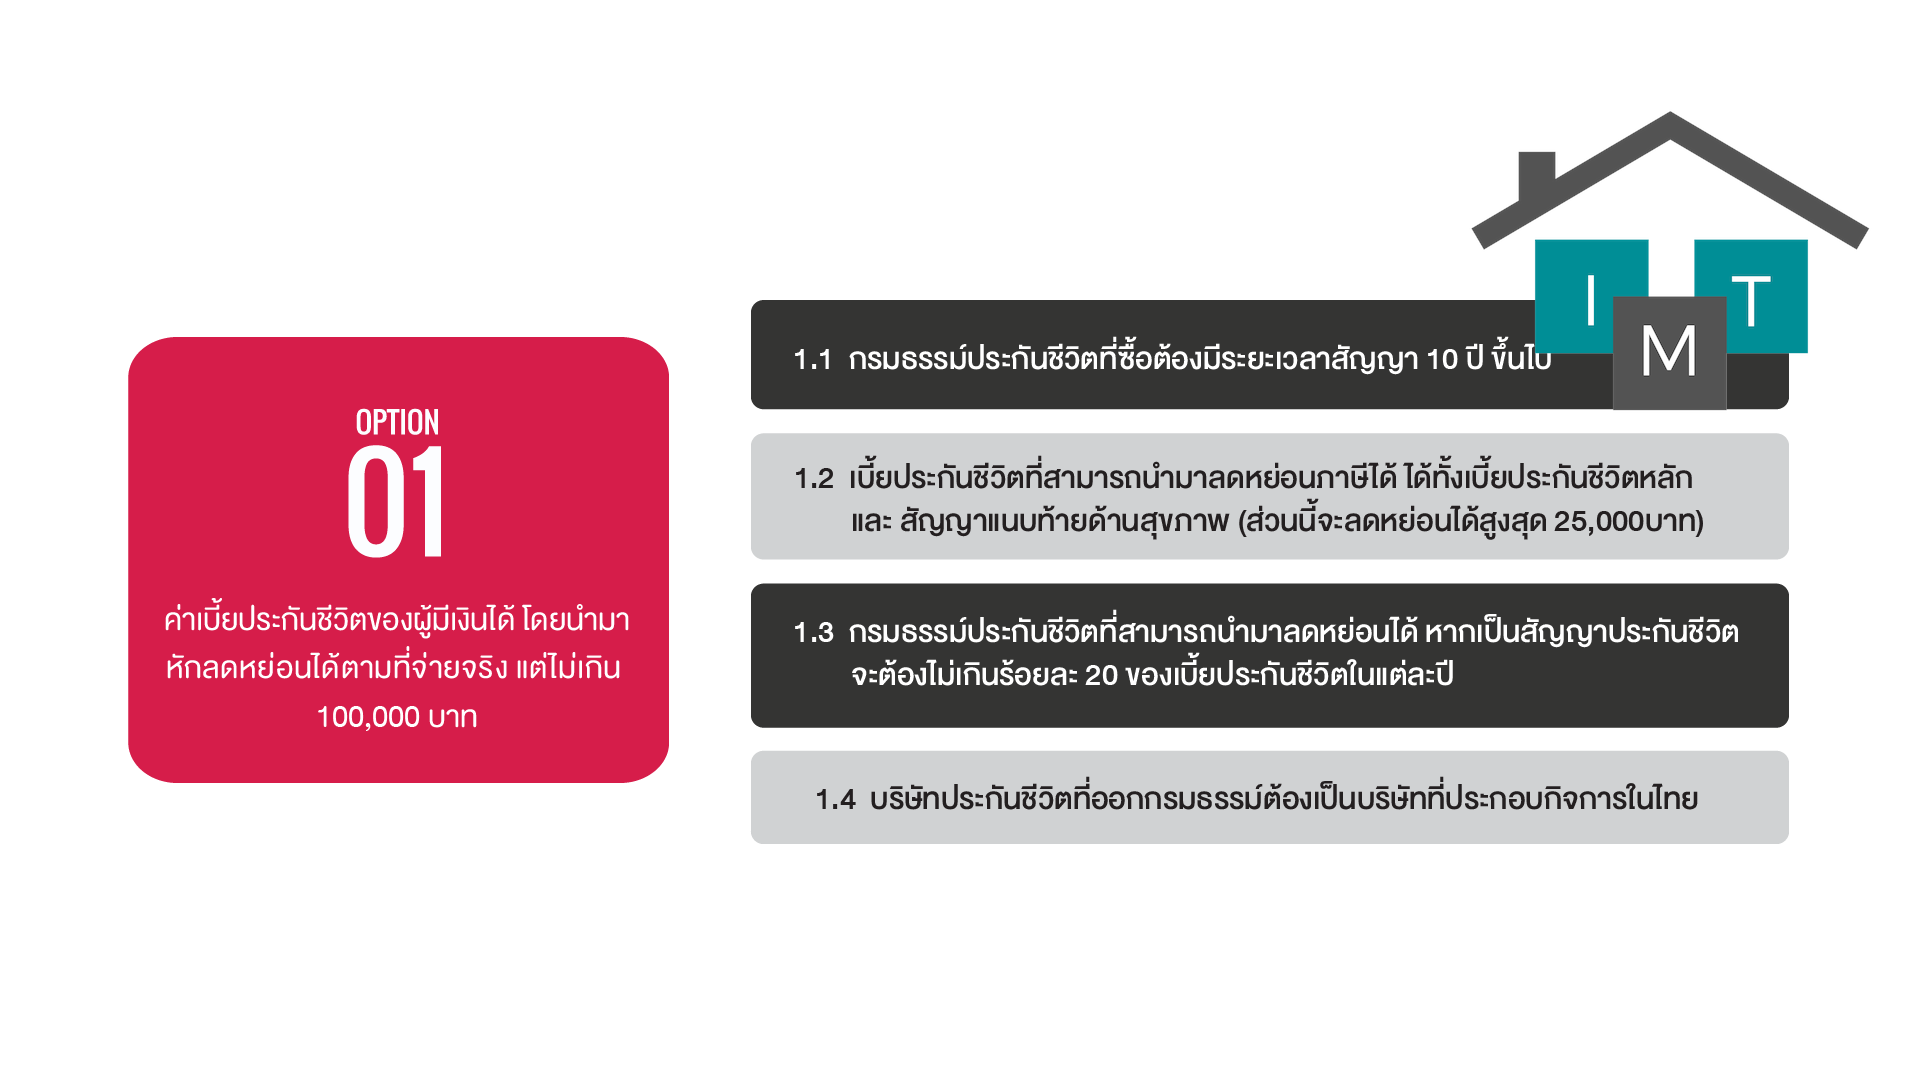 OPTION
01
ค่าเบี้ยประกันชีวิตของผู้มีเงินได้ โดยนำมา
หักลดหย่อนได้ตามที่จ่ายจริง แต่ไม่เกิน
100,000 บาท
I M T
1.1 กรมธรรม์ประกันชีวิตที่ซื้อต้องมีระยะเวลาสัญญา 10 ปี ขึ้นไป
1.2 เบี้ยประกันชีวิตที่สามารถนำมาลดหย่อนภาษีได้ ได้ทั้งเบี้ยประกันชีวิตหลัก
และ สัญญาแนบท้ายด้านสุขภาพ (ส่วนนี้จะลดหย่อนได้สูงสุด 25,000บาท)
1.3 กรมธรรม์ประกันชีวิตที่สามารถนำมาลดหย่อนได้ หากเป็นสัญญาประกันชีวิต
จะต้องไม่เกินร้อยละ 20 ของเบี้ยประกันชีวิตในแต่ละปี
1.4 บริษัทประกันชีวิตที่ออกกรมธรรม์ต้องเป็นบริษัทที่ประกอบกิจการในไทย